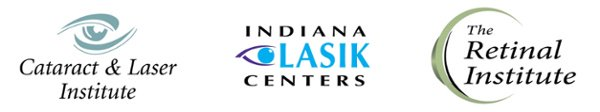 Cataract & Laser
Institute
INDIANA
LASIK
CENTERS
The
Retinal
Institute